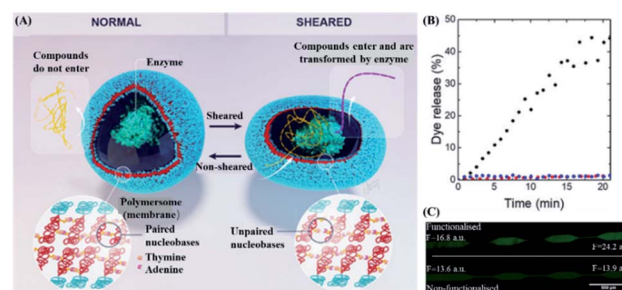 (A)
NORMAL
SHEARED
Compounds
do not enter
Enzyme
Compounds enter and are
transformed by enzyme
Sheared
Non-sheared
Polymersome
(membrane)
Paired
nucleobases
Unpaired
nucleobases
Thymine
Adenine
(B)
Dye release (%)
50
40
30
20
10
0
0 5 10 15 20
Time (min)
(C)
Functionalised
F=16.8 a.u.
F=24.2 a
F=13.6 a.u.
F=13.9 a
Non-functionalised